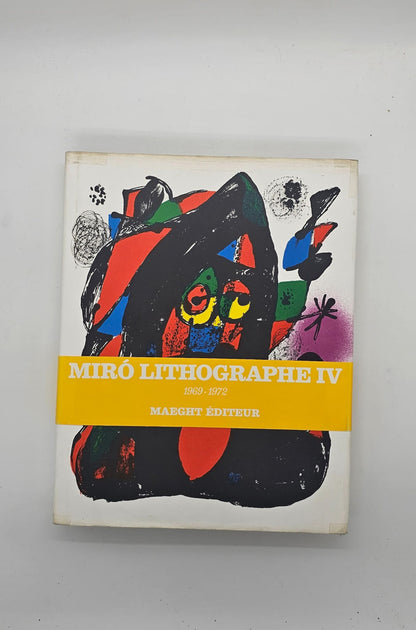 MIRÓ LITHOGRAPHE IV
1969-1972
MAEGHT ÉDITEUR